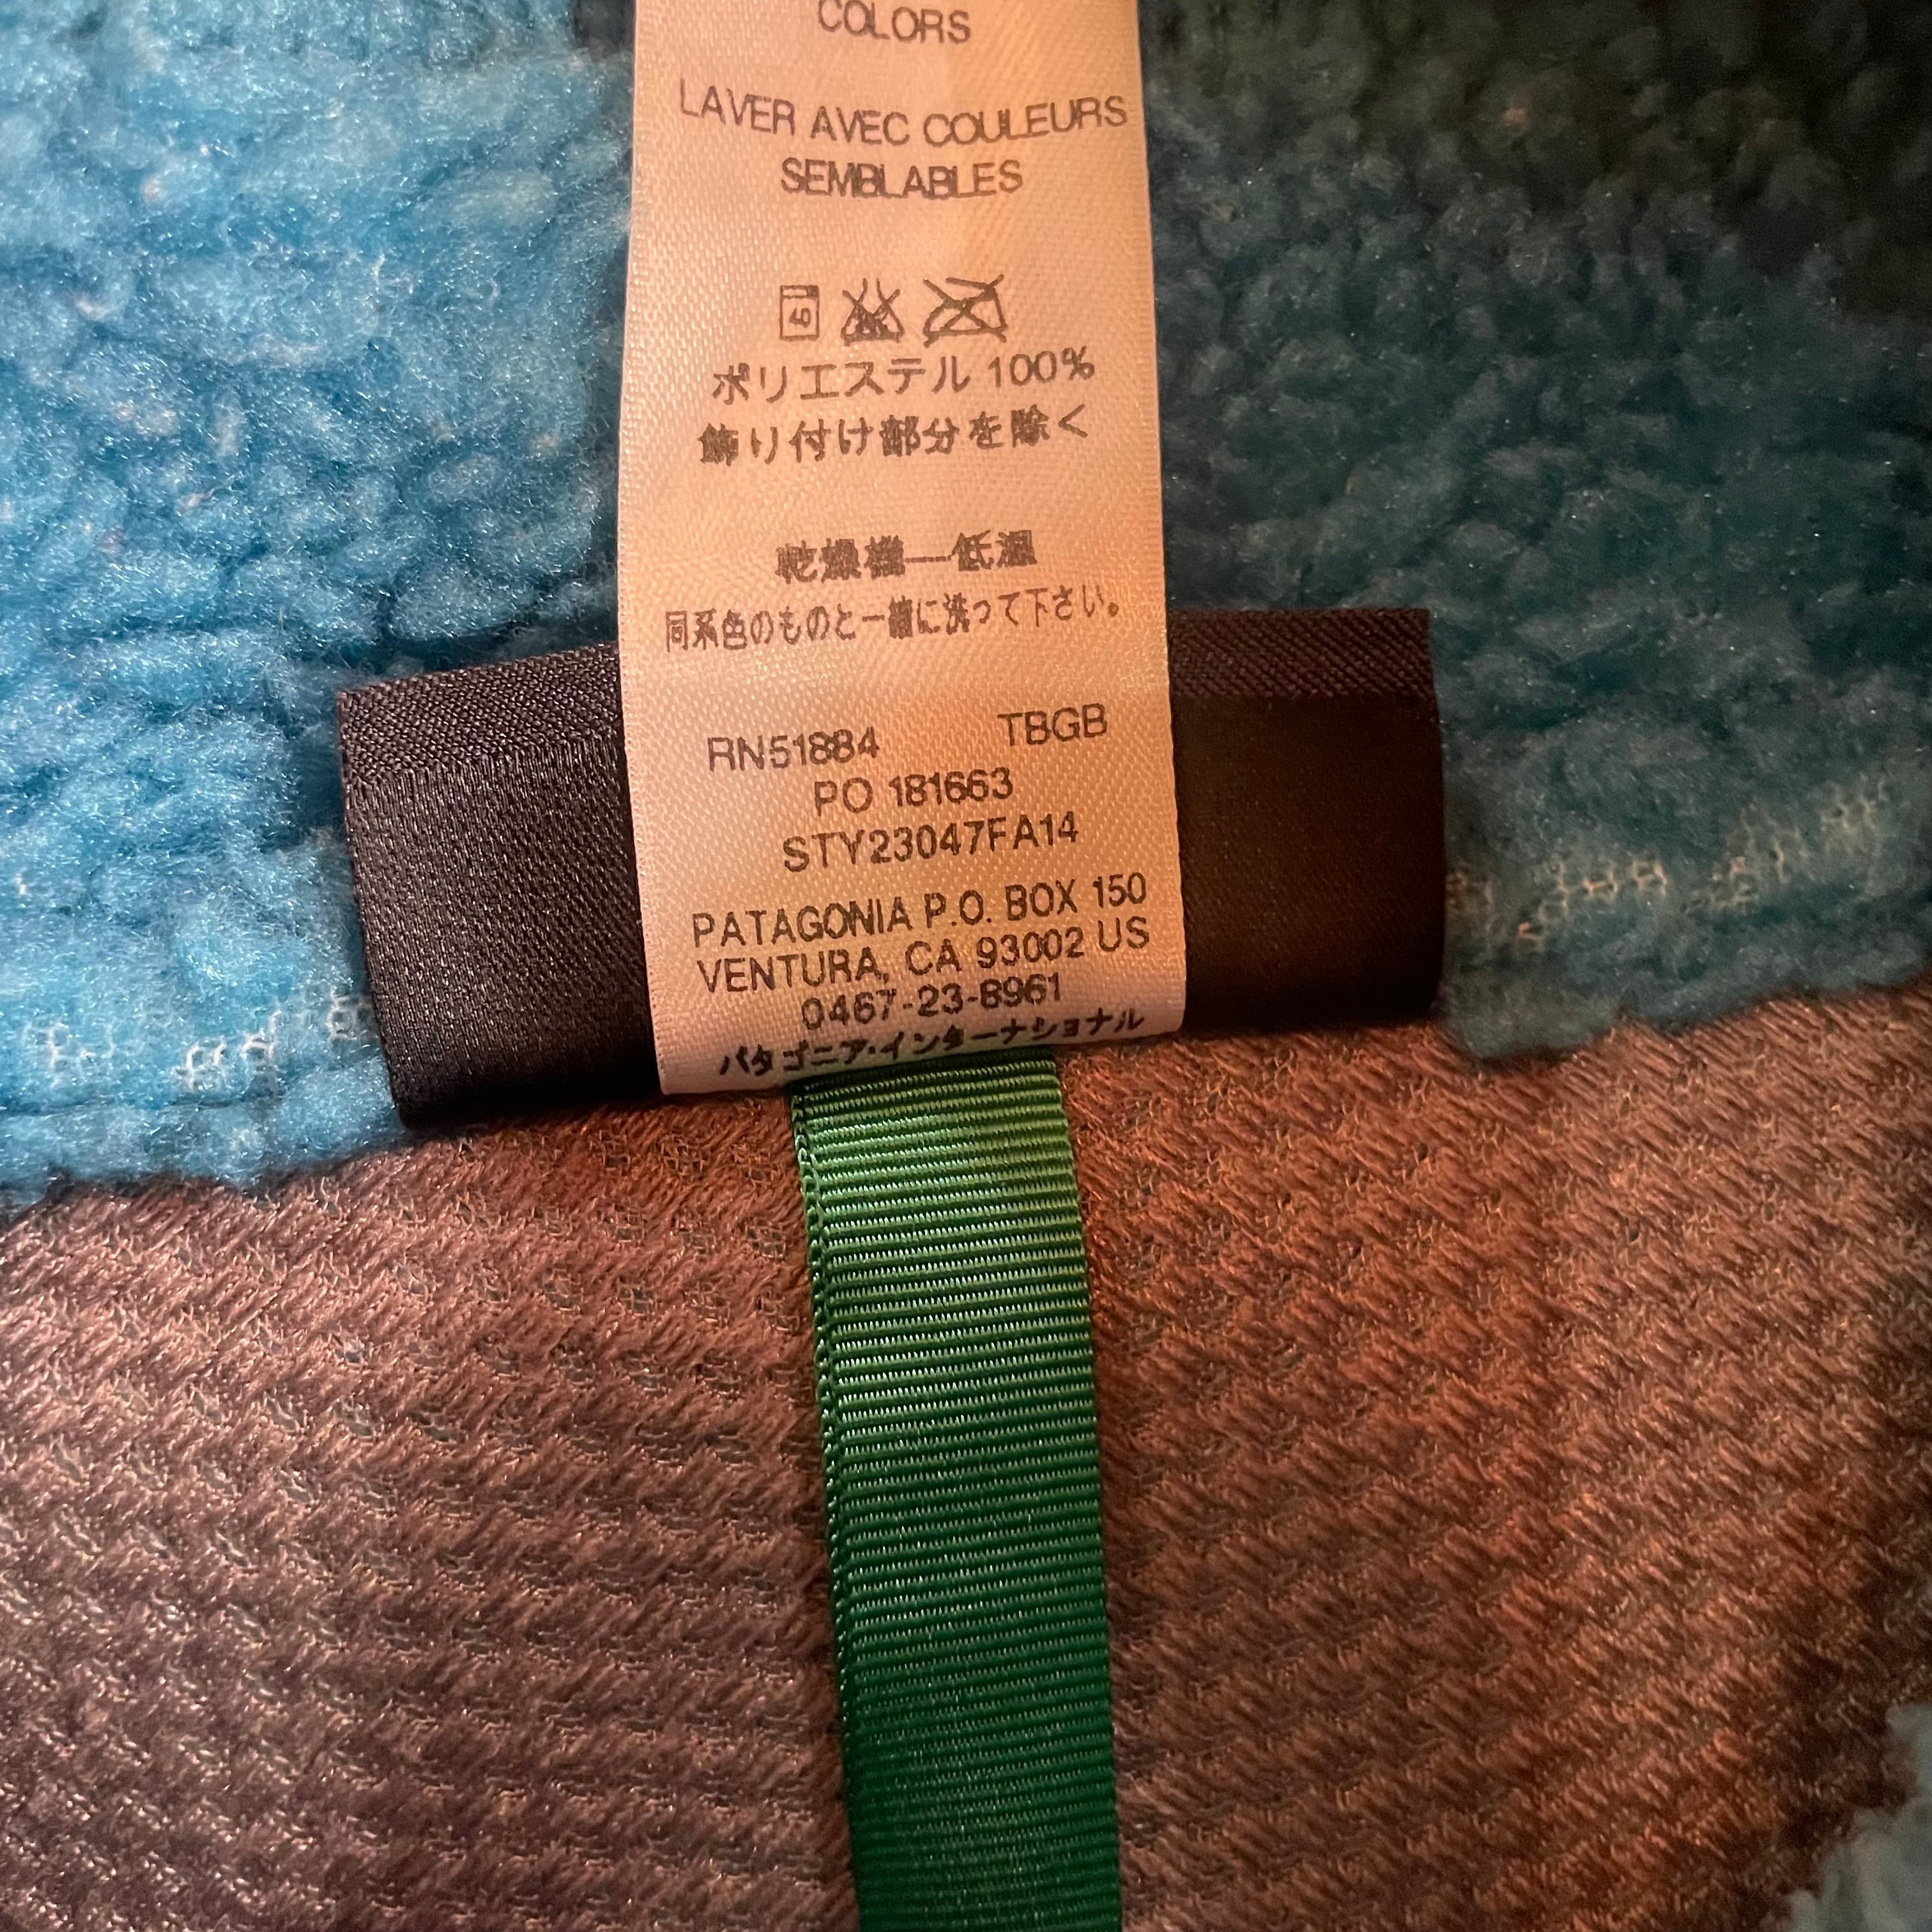 COLORS
LAVER AVEC COULEURS
SEMBLABLES
40
ポリエステル 100%
飾り付け部分を除く
乾燥機—低温
同系色のものと一緒に洗って下さい。
RN51884 TBGB
PO 181663
STY23047FA14
PATAGONIA P.O. BOX 150
VENTURA, CA 93002 US
0467-23-8961
パタゴニア・インターナショナル